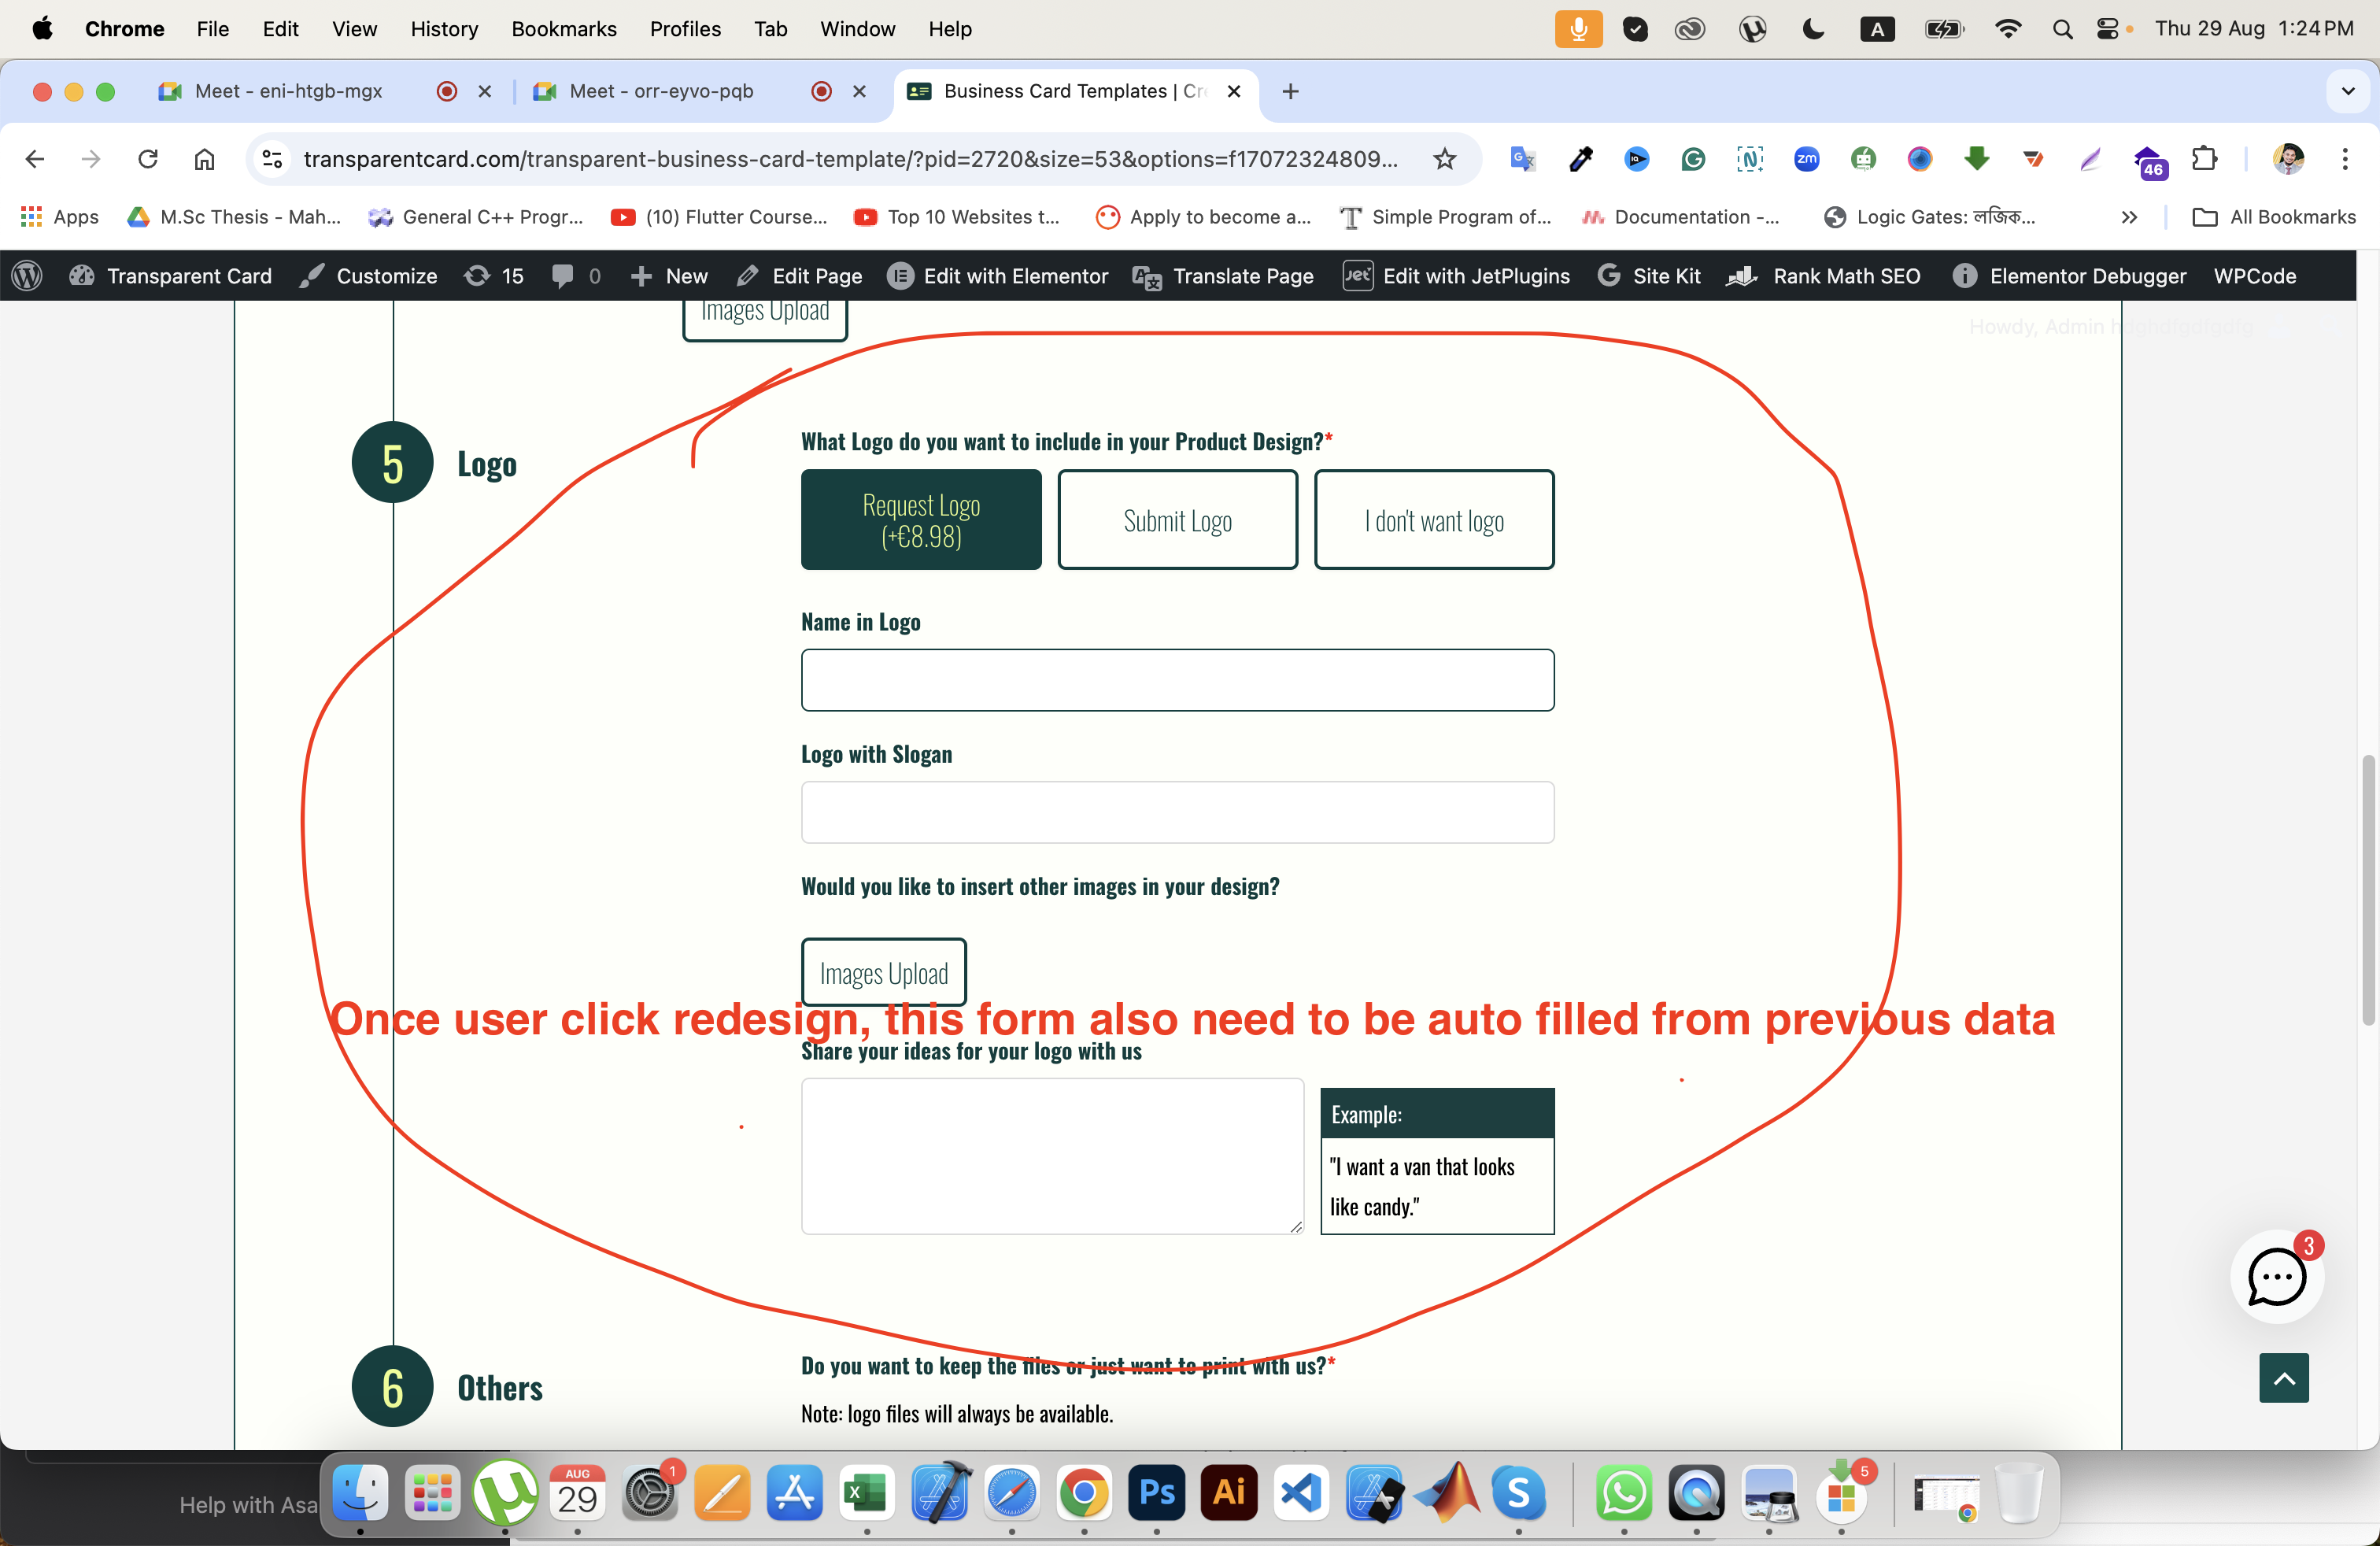 Chrome File Edit View History Bookmarks Profiles Tab Window Help A Thu 29 Aug 1:24 PM
Meet - eni-htgb-mgx Meet - orr-eyvo-pqb Business Card Templates | Cr
transparentcard.com/transparent-business-card-template/?pid=2720&size=53&options=f17072324809... zm 46
Apps M.Sc Thesis - Mah... General C++ Progr... (10) Flutter Course... Top 10 Websites t... Apply to become a... Simple Program of... Documentation -... Logic Gates: লজিক... » All Bookmarks
Transparent Card Customize 15 0 New Edit Page Edit with Elementor Translate Page Jet Edit with JetPlugins Site Kit Rank Math SEO Elementor Debugger WPCode
Images Upload
Howdy, Admin
5 Logo
What Logo do you want to include in your Product Design?*
Request Logo
(+€8.98)
Submit Logo
I don't want logo
Name in Logo
Logo with Slogan
Would you like to insert other images in your design?
Images Upload
Once user click redesign, this form also need to be auto filled from previous data
Share your ideas for your logo with us
Example:
"I want a van that looks
like candy."
3
6 Others
Do you want to keep the files or just want to print with us?*
Note: logo files will always be available.
Help with Asa
AUG
29
1
Ps
Ai
5